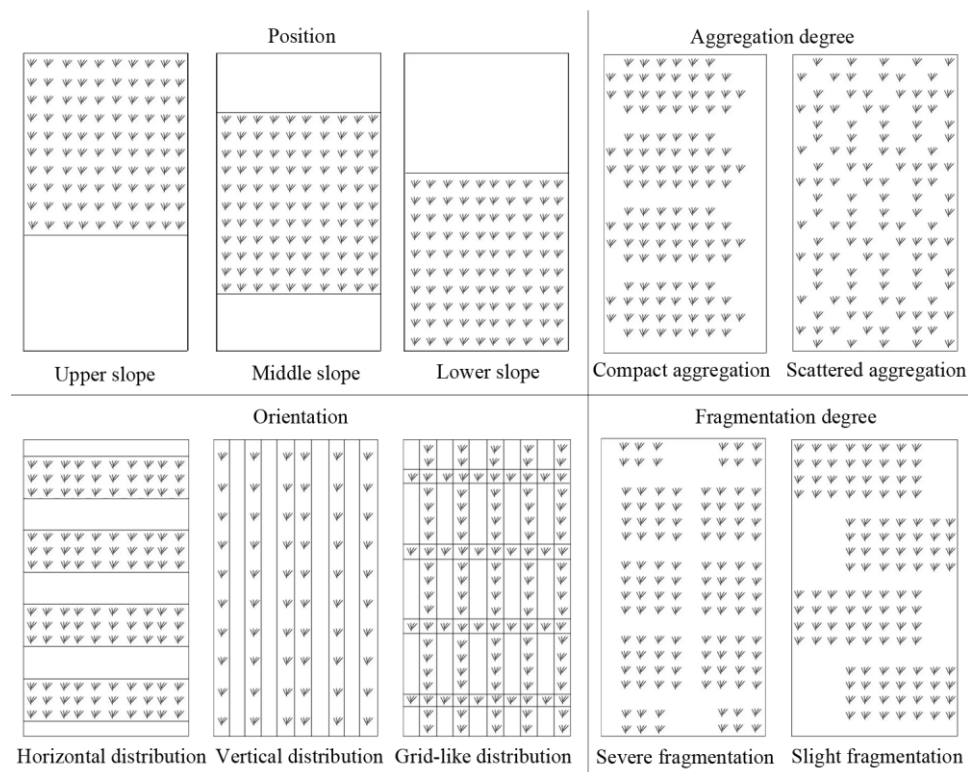 Position
Upper slope
Middle slope
Lower slope
Aggregation degree
Compact aggregation
Scattered aggregation
Orientation
Horizontal distribution
Vertical distribution
Grid-like distribution
Fragmentation degree
Severe fragmentation
Slight fragmentation